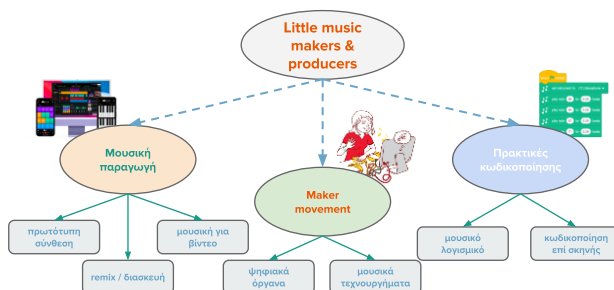 Little music
makers &
producers
Μουσική
παραγωγή
Maker
movement
Πρακτικές
κωδικοποίησης
πρωτότυπη
σύνθεση
remix / διασκευή
μουσική για
βίντεο
ψηφιακά
όργανα
μουσικά
τεχνουργήματα
μουσικό
λογισμικό
κωδικοποίηση
επί σκηνής